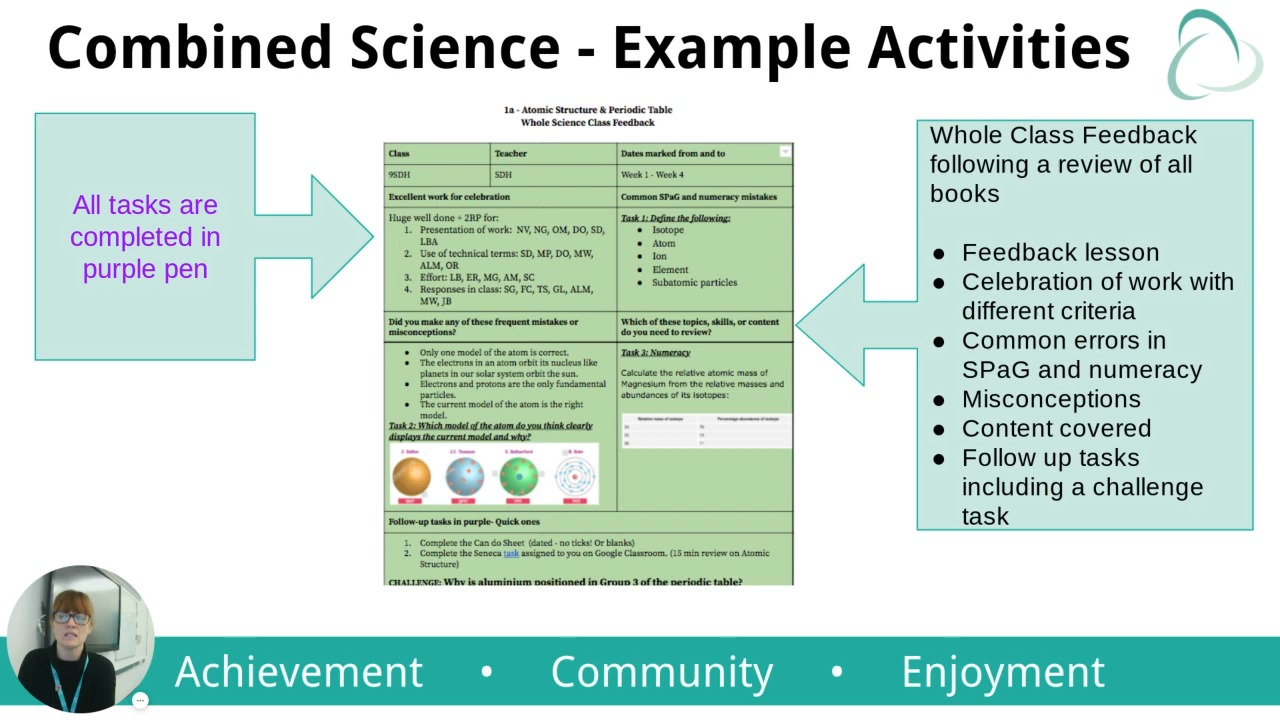 Combined Science - Example Activities
All tasks are
completed in
purple pen
1a - Atomic Structure & Periodic Table
Whole Science Class Feedback
Class
Teacher
Dates marked from and to
9SDH
SDH
Week 1 - Week 4
Excellent work for celebration
Common SPaG and numeracy mistakes
Huge well done + 2RP for:
1. Presentation of work: NV, NG, OM, DO, SD,
LBA
2. Use of technical terms: SD, MP, DO, MW,
ALM, OR
3. Effort: LB, ER, MG, AM, SC
4. Responses in class: SG, FC, TS, GL, ALM,
MW, JB
Task 1: Define the following:
● Isotope
● Atom
● Ion
● Element
● Subatomic particles
Did you make any of these frequent mistakes or
misconceptions?
Which of these topics, skills, or content
do you need to review?
● Only one model of the atom is correct.
● The electrons in an atom orbit its nucleus like
planets in our solar system orbit the sun.
● Electrons and protons are the only fundamental
particles.
● The current model of the atom is the right
model.
Task 2: Which model of the atom do you think clearly
displays the current model and why?
Task 3: Numeracy
Calculate the relative atomic mass of
Magnesium from the relative masses and
abundances of its isotopes:
Relative mass of isotope
Percentage abundance of isotope
Follow-up tasks in purple- Quick ones
1. Complete the Can do Sheet (dated - no ticks! Or blanks)
2. Complete the Seneca task assigned to you on Google Classroom. (15 min review on Atomic
Structure)
CHALLENGE: Why is aluminium positioned in Group 3 of the periodic table?
Whole Class Feedback
following a review of all
books
● Feedback lesson
● Celebration of work with
different criteria
● Common errors in
SPaG and numeracy
● Misconceptions
● Content covered
● Follow up tasks
including a challenge
task
Achievement • Community • Enjoyment